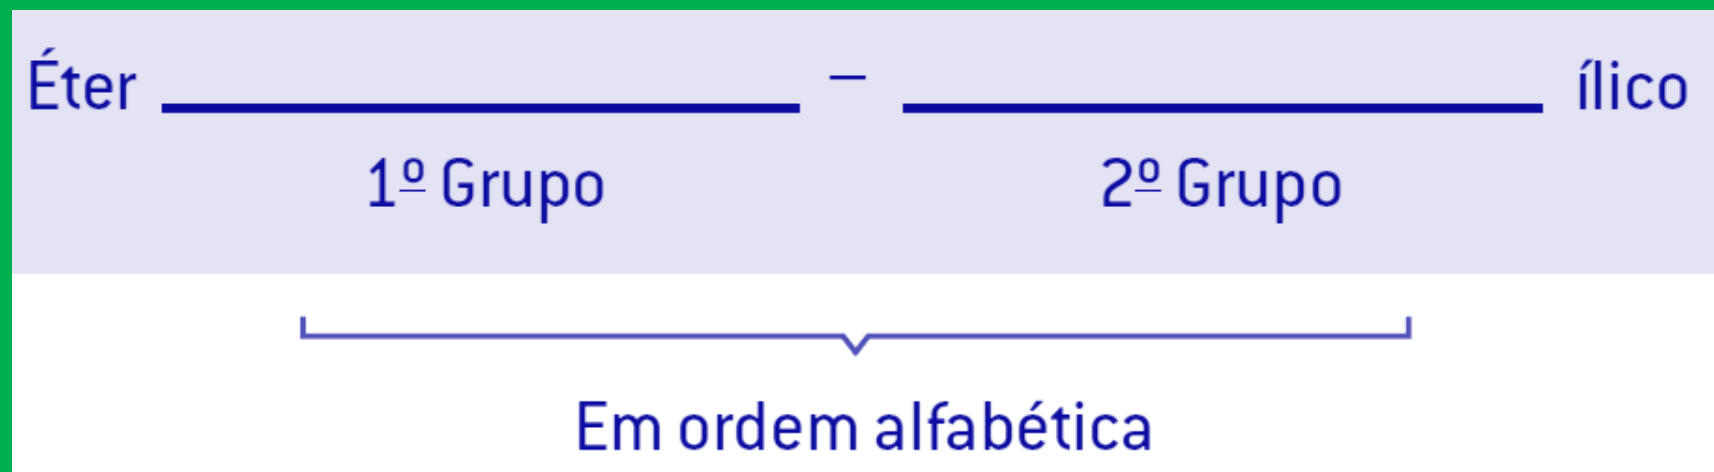 Éter – ílico
1º Grupo 2º Grupo
Em ordem alfabética